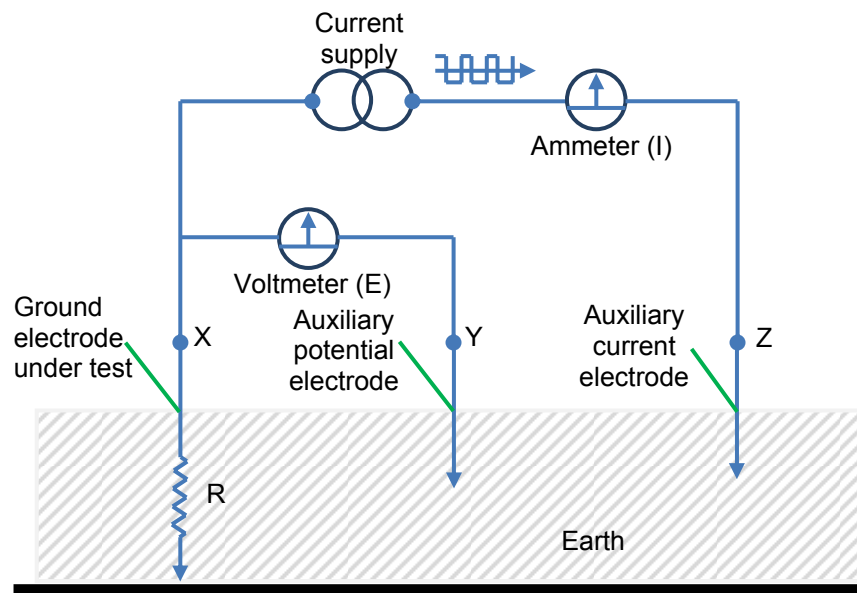 Current
supply
Ammeter (I)
Voltmeter (E)
Ground
electrode
under test
X
Auxiliary
potential
electrode
Y
Auxiliary
current
electrode
Z
R
Earth